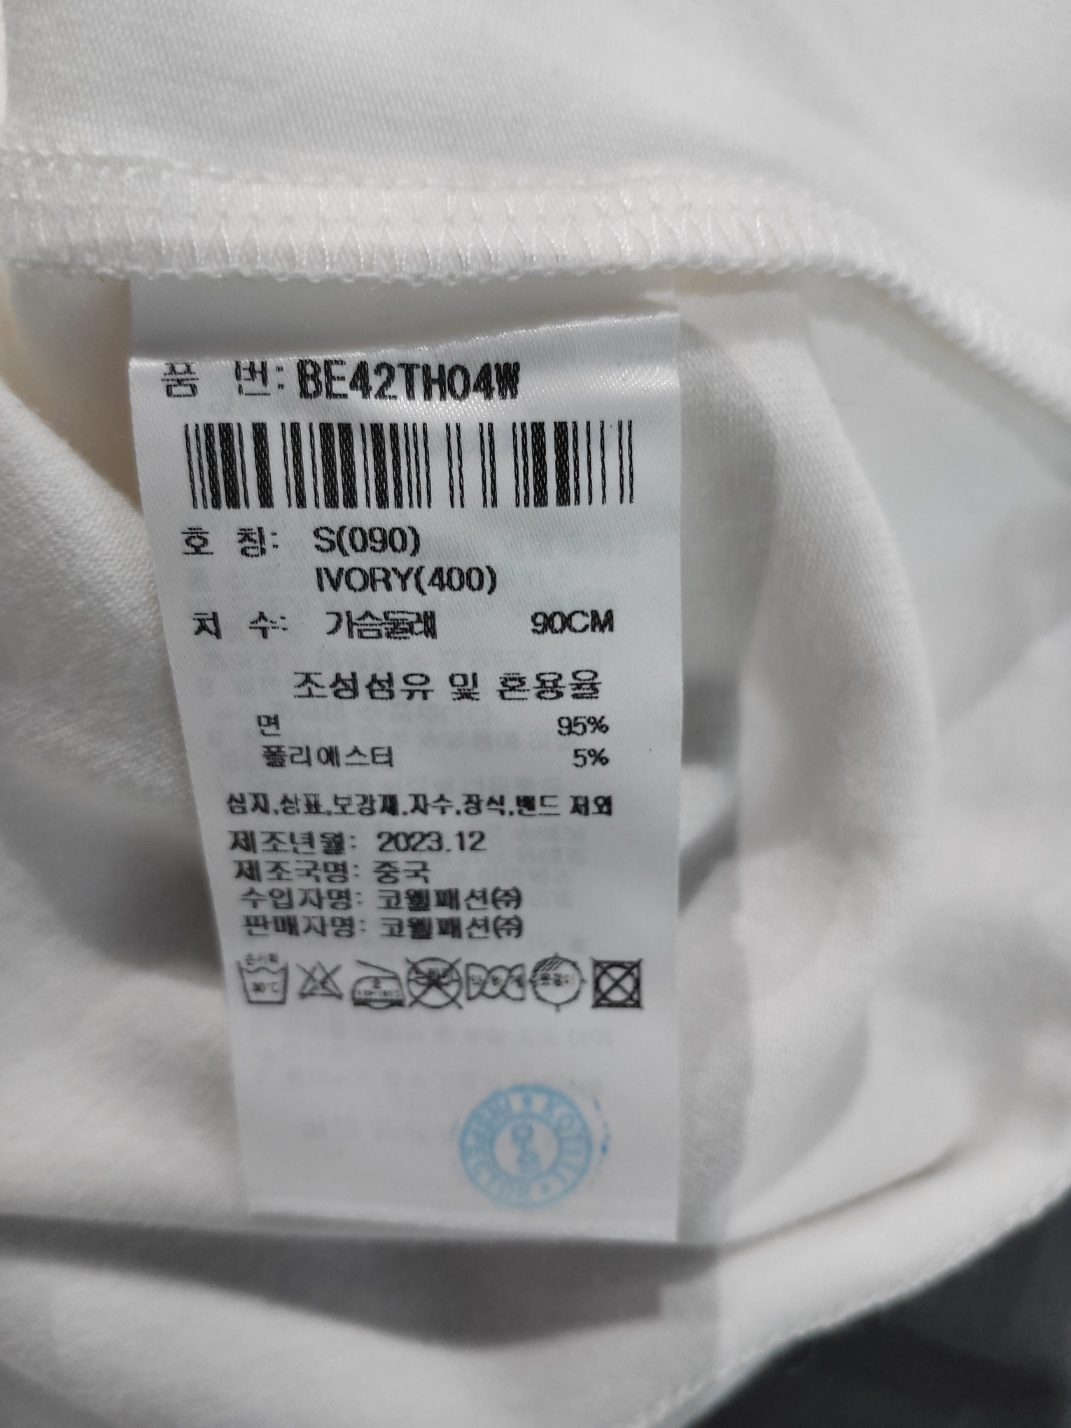 품 번: BE42TH04W
호 칭: S(090)
IVORY(400)
치 수: 가슴둘레 90CM
조성섬유 및 혼용율
면 95%
폴리에스터 5%
심지,상표,보강재,자수,장식,밴드 제외
제조년월: 2023.12
제조국명: 중국
수입자명: 코웰패션㈜
판매자명: 코웰패션㈜
손세탁
30℃